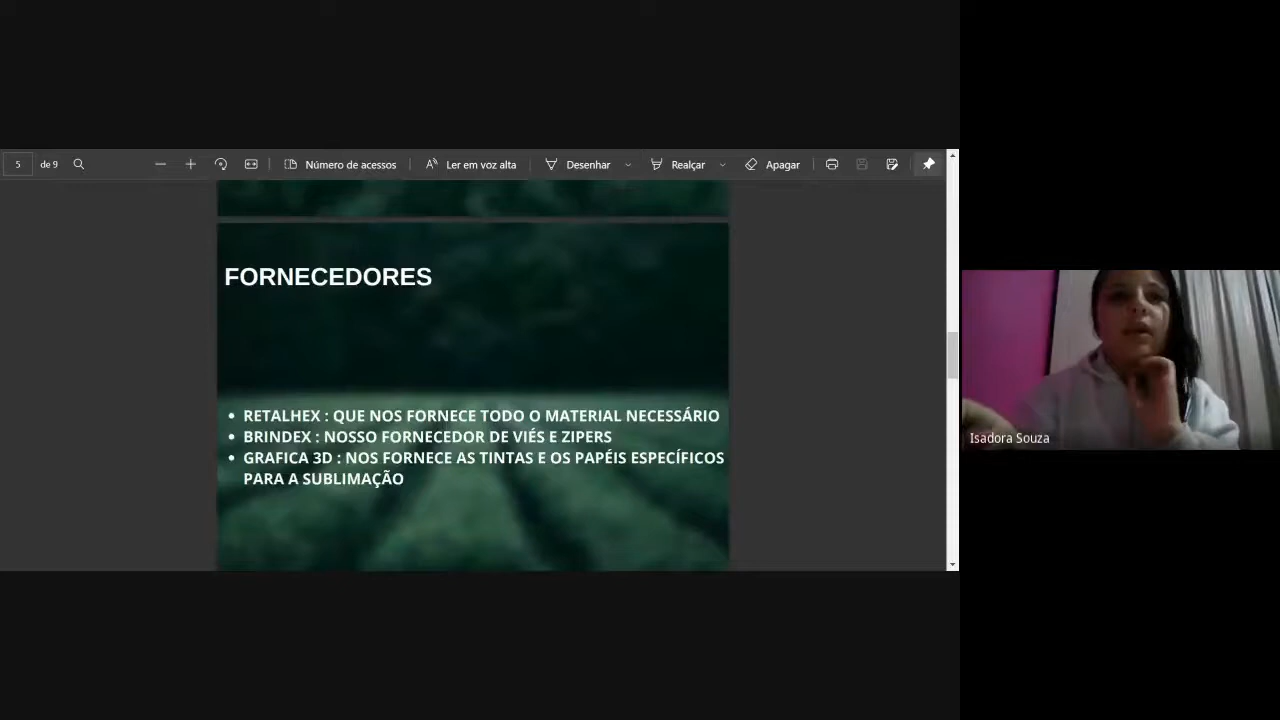 5 de 9 Número de acessos Ler em voz alta Desenhar Realçar Apagar
FORNECEDORES
• RETALHEX : QUE NOS FORNECE TODO O MATERIAL NECESSÁRIO
• BRINDEX : NOSSO FORNECEDOR DE VIÉS E ZIPERS
• GRAFICA 3D : NOS FORNECE AS TINTAS E OS PAPÉIS ESPECÍFICOS
PARA A SUBLIMAÇÃO
Isadora Souza